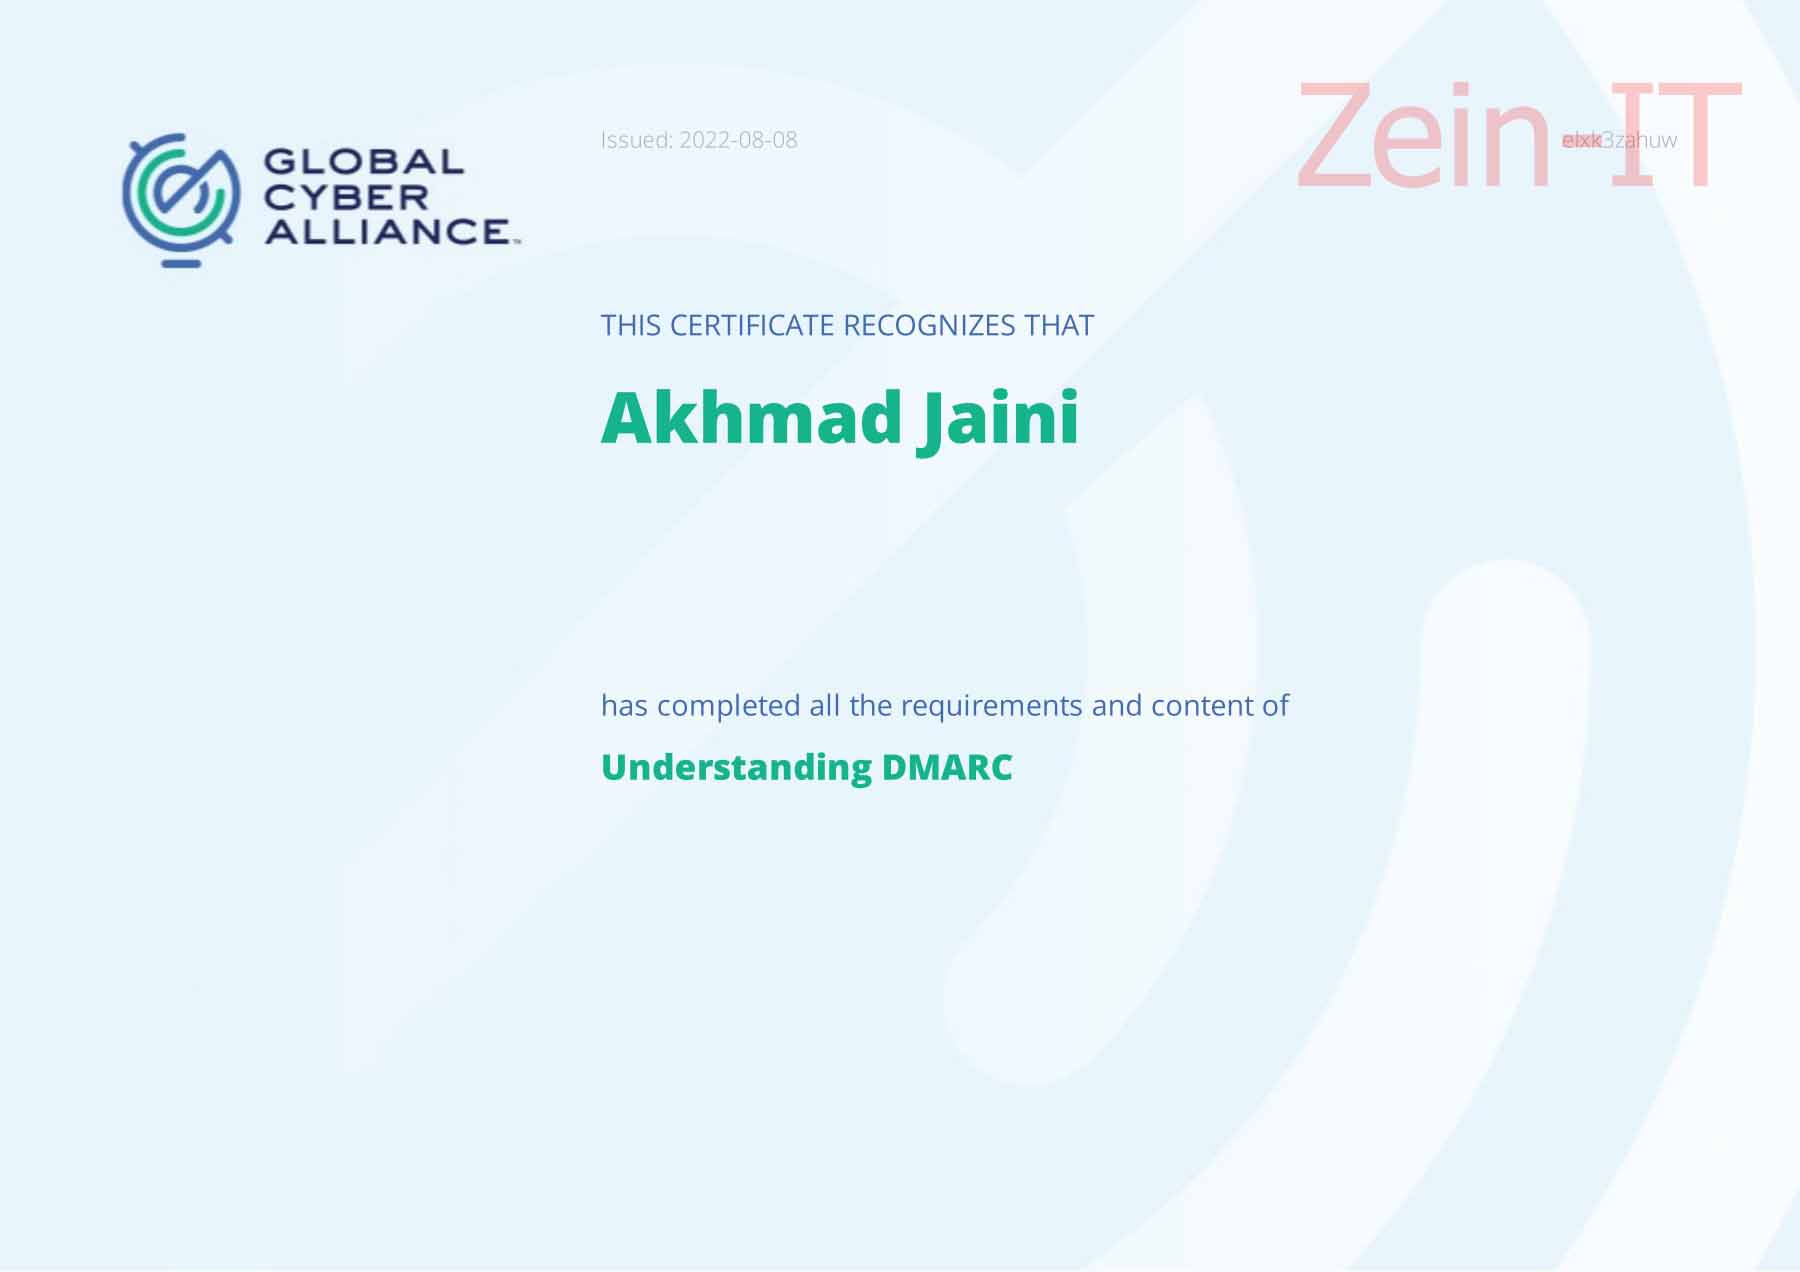 GLOBAL
CYBER
ALLIANCE™
Issued: 2022-08-08
elxk3zahuw
Zein-IT
THIS CERTIFICATE RECOGNIZES THAT
Akhmad Jaini
has completed all the requirements and content of
Understanding DMARC